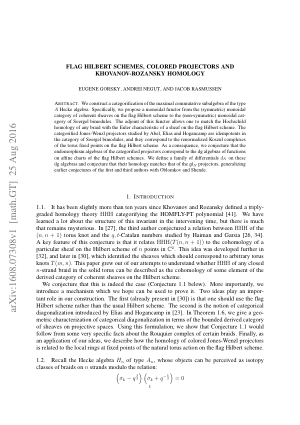 FLAG HILBERT SCHEMES, COLORED PROJECTORS AND
KHOVANOV-ROZANSKY HOMOLOGY
EUGENE GORSKY, ANDREI NEGUȚ, AND JACOB RASMUSSEN
ABSTRACT. We construct a categorification of the maximal commutative subalgebra of the type
A Hecke algebra. Specifically, we propose a monoidal functor from the (symmetric) monoidal
category of coherent sheaves on the flag Hilbert scheme to the (non-symmetric) monoidal cat-
egory of Soergel bimodules. The adjoint of this functor allows one to match the Hochschild
homology of any braid with the Euler characteristic of a sheaf on the flag Hilbert scheme. The
categorified Jones-Wenzl projectors studied by Abel, Elias and Hogancamp are idempotents in
the category of Soergel bimodules, and they correspond to the renormalized Koszul complexes
of the torus fixed points on the flag Hilbert scheme. As a consequence, we conjecture that the
endomorphism algebras of the categorified projectors correspond to the dg algebras of functions
on affine charts of the flag Hilbert schemes. We define a family of differentials d_N on these
dg algebras and conjecture that their homology matches that of the gl_N projectors, generalizing
earlier conjectures of the first and third authors with Oblomkov and Shende.
1. INTRODUCTION
1.1. It has been slightly more than ten years since Khovanov and Rozansky defined a triply-
graded homology theory HHH categorifying the HOMFLY-PT polynomial [41]. We have
learned a lot about the structure of this invariant in the intervening time, but there is much
that remains mysterious. In [27], the third author conjectured a relation between HHH of the
(n, n + 1) torus knot and the q, t-Catalan numbers studied by Haiman and Garsia [26, 34].
A key feature of this conjecture is that it relates HHH(T(n, n + 1)) to the cohomology of a
particular sheaf on the Hilbert scheme of n points in C². This idea was developed further in
[32], and later in [30], which identified the sheaves which should correspond to arbitrary torus
knots T(m, n). This paper grew out of our attempts to understand whether HHH of any closed
n-strand braid in the solid torus can be described as the cohomology of some element of the
derived category of coherent sheaves on the Hilbert scheme.
We conjecture that this is indeed the case (Conjecture 1.1 below). More importantly, we
introduce a mechanism which we hope can be used to prove it. Two ideas play an impor-
tant role in our construction. The first (already present in [30]) is that one should use the flag
Hilbert scheme rather than the usual Hilbert scheme. The second is the notion of categorical
diagonalization introduced by Elias and Hogancamp in [23]. In Theorem 1.6, we give a geo-
metric characterization of categorical diagonalization in terms of the bounded derived category
of sheaves on projective spaces. Using this formulation, we show that Conjecture 1.1 would
follow from some very specific facts about the Rouquier complex of certain braids. Finally, as
an application of our ideas, we describe how the homology of colored Jones-Wenzl projectors
is related to the local rings at fixed points of the natural torus action on the flag Hilbert scheme.
1.2. Recall the Hecke algebra H_n of type A_n, whose objects can be perceived as isotopy
classes of braids on n strands modulo the relation:
(σ_k − q^{1/2})(σ_k + q^{−1/2}) = 0
1
arXiv:1608.07308v1 [math.GT] 25 Aug 2016